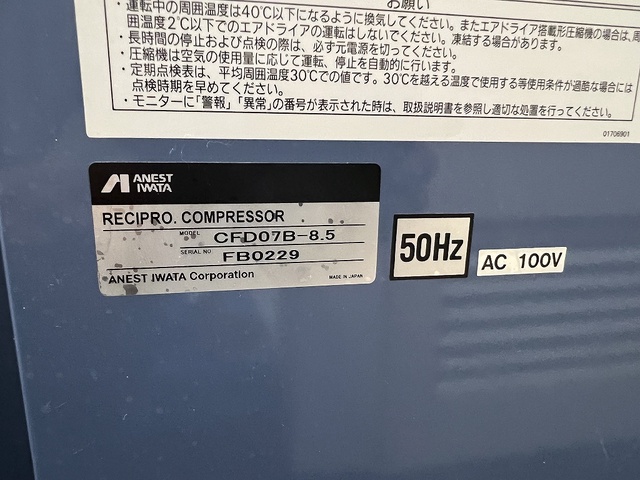 お願い
・運転中の周囲温度は40℃以下になるように換気してください。またエアドライア搭載形圧縮機の場合は、周
囲温度2℃以下でのエアドライアの運転はしないでください。凍結する場合があります。
・長時間の停止および点検の際は、必ず元電源を切ってください。
・圧縮機は空気の使用量に応じて運転、停止を自動的に行います。
・定期点検表は、平均周囲温度30℃での値です。30℃を越える温度で使用する等使用条件が過酷な場合には
点検時期を早めてください。
・モニターに「警報」「異常」の番号が表示された時は、取扱説明書を参照し適切な処置を行ってください。
01706901
ANEST
IWATA
RECIPRO. COMPRESSOR
MODEL CFD07B-8.5
SERIAL NO. FB0229
ANEST IWATA Corporation MADE IN JAPAN
50Hz
AC 100V